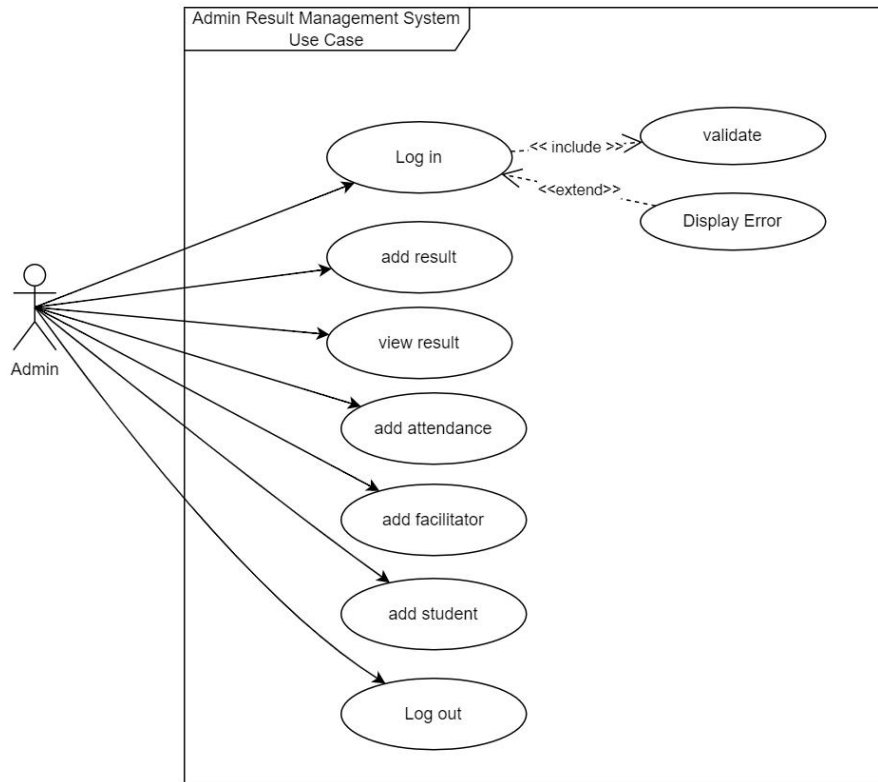 Admin Result Management System
Use Case
Log in
<< include >>
validate
<<extend>>
Display Error
add result
view result
Admin
add attendance
add facilitator
add student
Log out